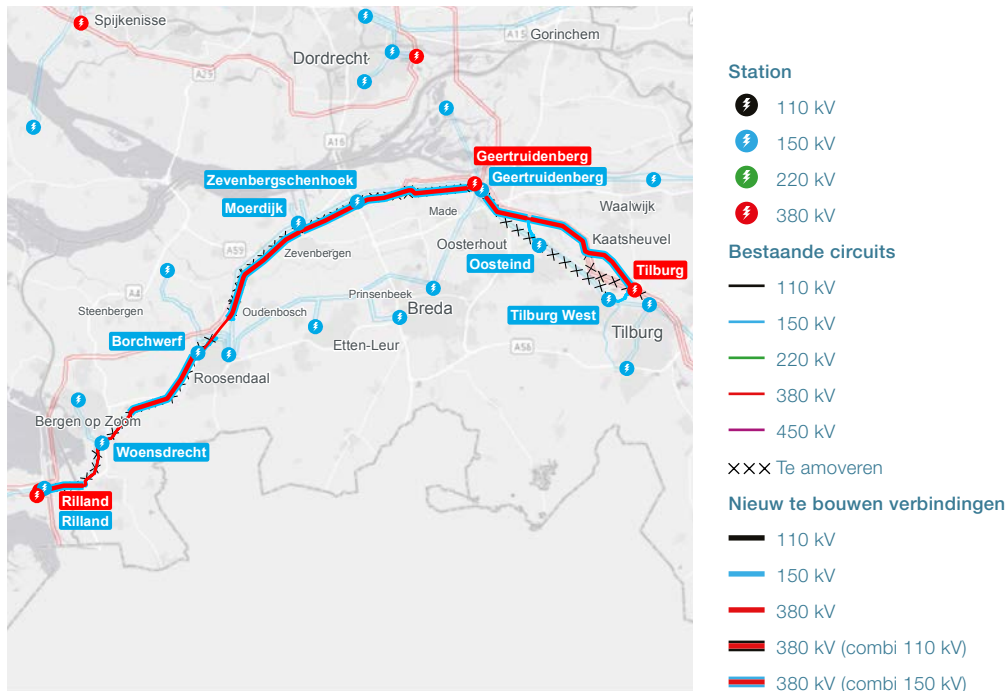 Spijkenisse
A15
Gorinchem
Dordrecht
A29
A16
Geertruidenberg
Zevenbergschenhoek
Geertruidenberg
Waalwijk
Moerdijk
Made
Kaatsheuvel
A59
Zevenbergen
Oosterhout
Oosteind
Tilburg
A4
Prinsenbeek
Steenbergen
Oudenbosch
Breda
Tilburg West
Tilburg
Borchwerf
Etten-Leur
A56
Roosendaal
Bergen op Zoom
Woensdrecht
Rilland
Rilland
Station
110 kV
150 kV
220 kV
380 kV
Bestaande circuits
110 kV
150 kV
220 kV
380 kV
450 kV
Te amoveren
Nieuw te bouwen verbindingen
110 kV
150 kV
380 kV
380 kV (combi 110 kV)
380 kV (combi 150 kV)